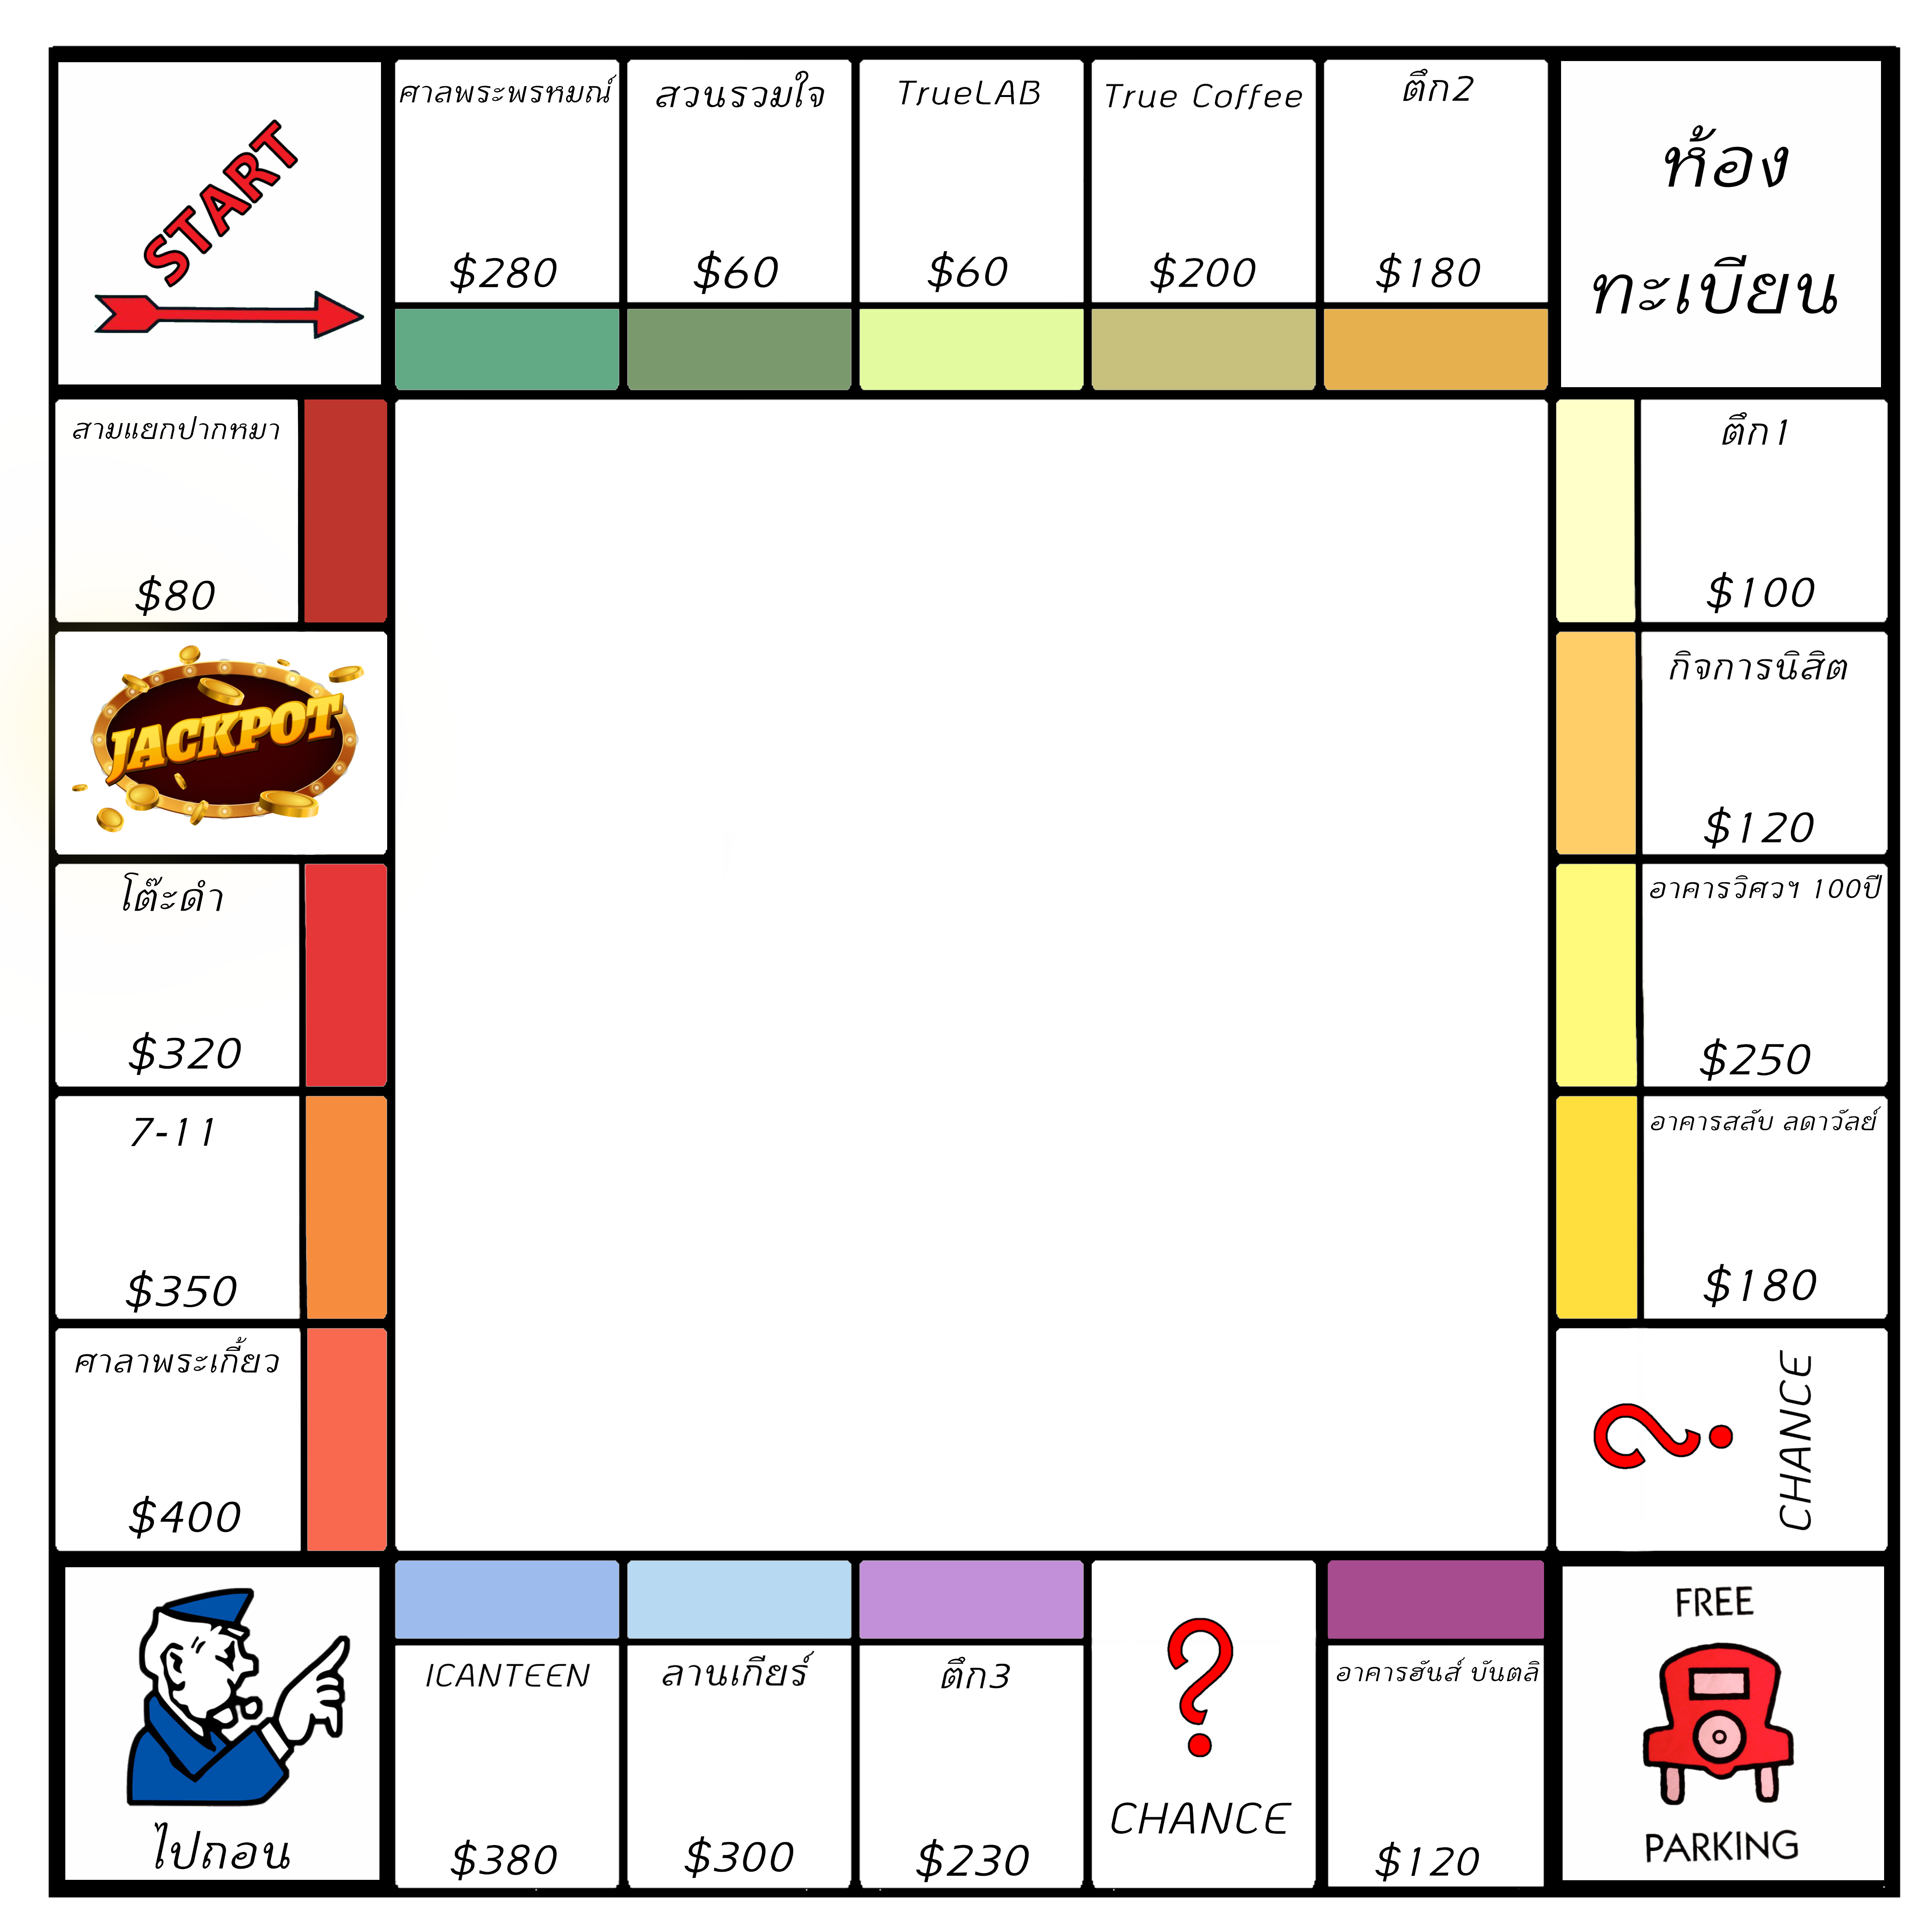 START
ศาลพระพรหมณ์
$280
สวนรวมใจ
$60
TrueLAB
$60
True Coffee
$200
ตึก2
$180
ห้อง
ทะเบียน
สามแยกปากหมา
$80
ตึก1
$100
JACKPOT
กิจการนิสิต
$120
โต๊ะดำ
$320
อาคารวิศวฯ 100ปี
$250
7-11
$350
อาคารสลับ ลดาวัลย์
$180
ศาลาพระเกี้ยว
$400
?
CHANCE
ไปถอน
ICANTEEN
$380
ลานเกียร์
$300
ตึก3
$230
?
CHANCE
อาคารฮันส์ บันตลิ
$120
FREE
PARKING